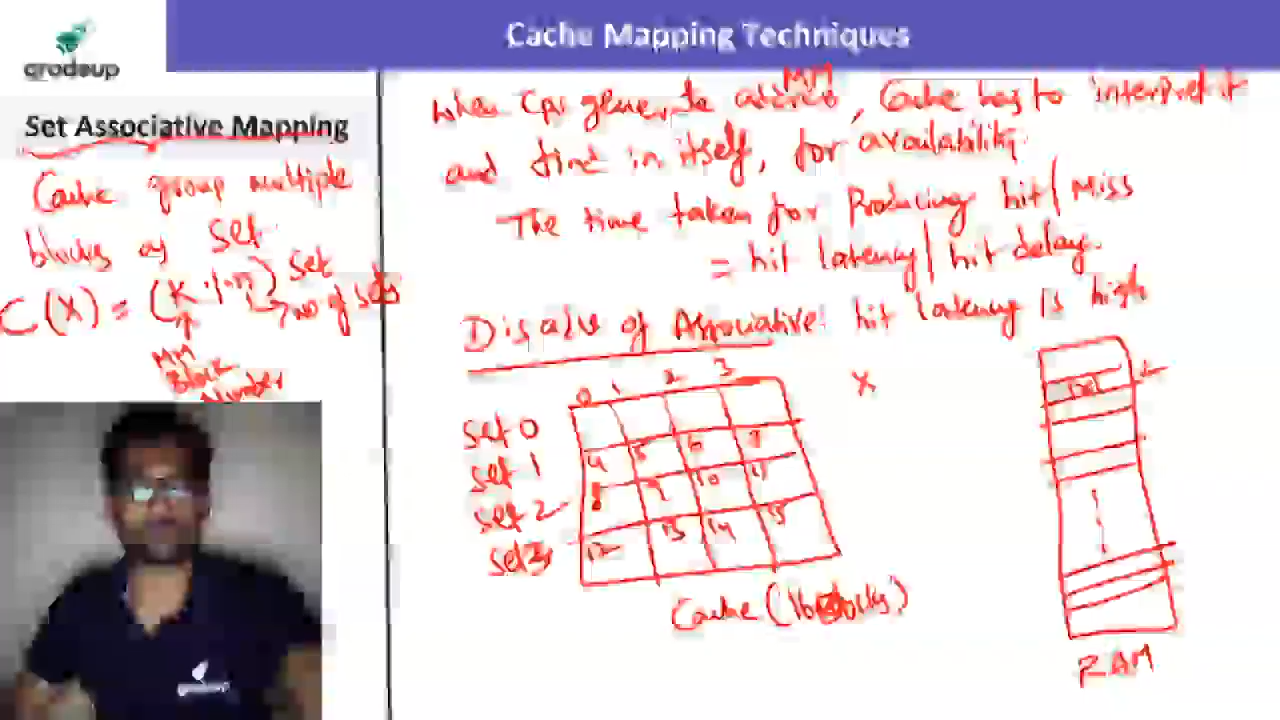 Cache Mapping Techniques
gradeup
Set Associative Mapping
Cache group multiple
blocks as set
C(X) = (K % n) set
no of sets
MM
Block
Number
MM
when CPU generate address, Cache has to interpret it
and find in itself, for availability.
The time taken for Producing hit/Miss
= hit latency/hit delay.
Disadv of Associative: hit latency is high
0 1 2 3
x
set 0
set 1 4 5 6 7
set 2 8 9 10 11
set 3 12 13 14 15
Cache (16 Blocks)
RAM
gradeup